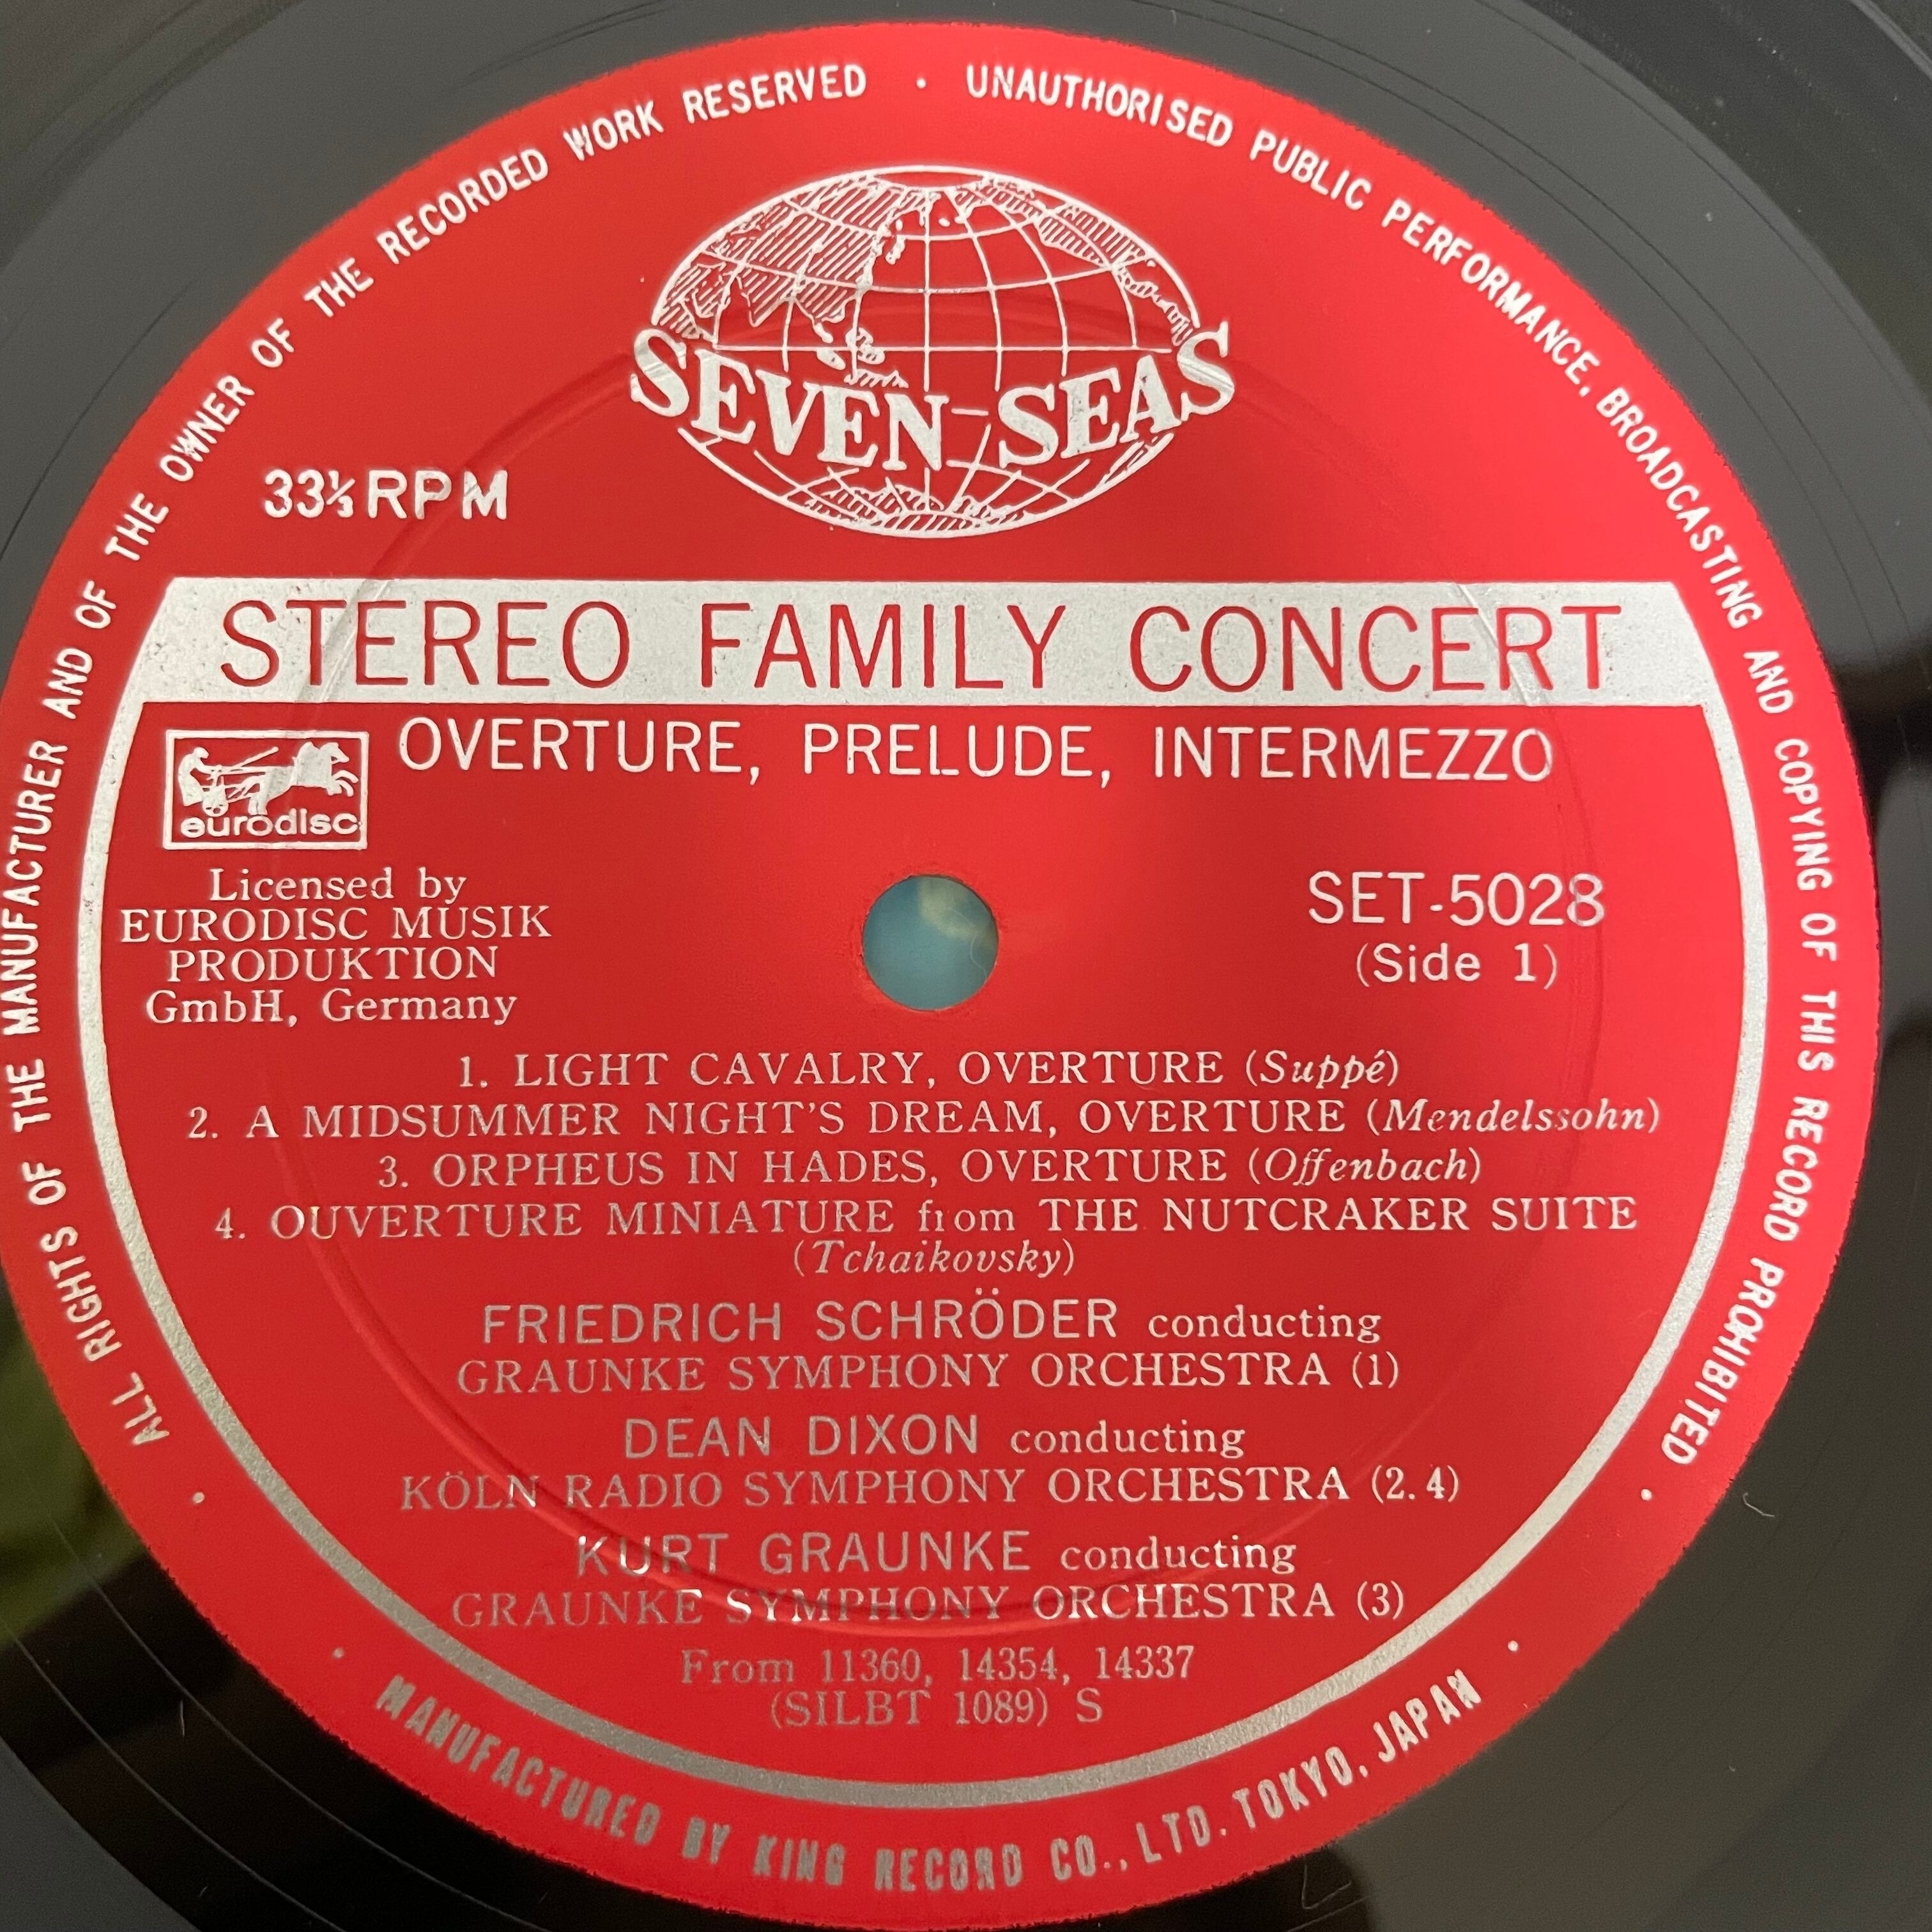 ALL RIGHTS OF THE MANUFACTURER AND OF THE OWNER OF THE RECORDED WORK RESERVED · UNAUTHORISED PUBLIC PERFORMANCE, BROADCASTING AND COPYING OF THIS RECORD PROHIBITED ·
SEVEN SEAS
33⅓ RPM
STEREO FAMILY CONCERT
OVERTURE, PRELUDE, INTERMEZZO
eurodisc
Licensed by
EURODISC MUSIK
PRODUKTION
GmbH, Germany
SET-5028
(Side 1)
1. LIGHT CAVALRY, OVERTURE (Suppé)
2. A MIDSUMMER NIGHT'S DREAM, OVERTURE (Mendelssohn)
3. ORPHEUS IN HADES, OVERTURE (Offenbach)
4. OUVERTURE MINIATURE from THE NUTCRAKER SUITE
(Tchaikovsky)
FRIEDRICH SCHRÖDER conducting
GRAUNKE SYMPHONY ORCHESTRA (1)
DEAN DIXON conducting
KÖLN RADIO SYMPHONY ORCHESTRA (2.4)
KURT GRAUNKE conducting
GRAUNKE SYMPHONY ORCHESTRA (3)
From 11360, 14354, 14337
(SILBT 1089) S
· MANUFACTURED BY KING RECORD CO., LTD. TOKYO, JAPAN ·